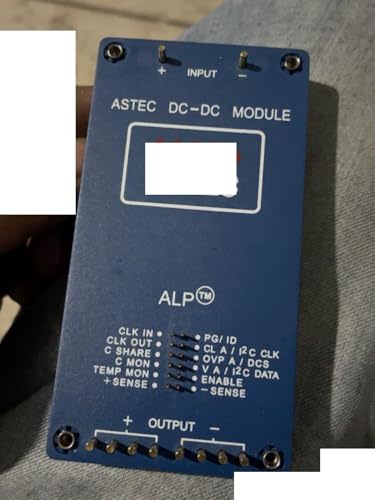 + INPUT −
ASTEC DC-DC MODULE
ALP™
CLK IN PG/ ID
CLK OUT CL A / I²C CLK
C SHARE OVP A / DCS
C MON V A / I²C DATA
TEMP MON ENABLE
+SENSE −SENSE
+ OUTPUT −